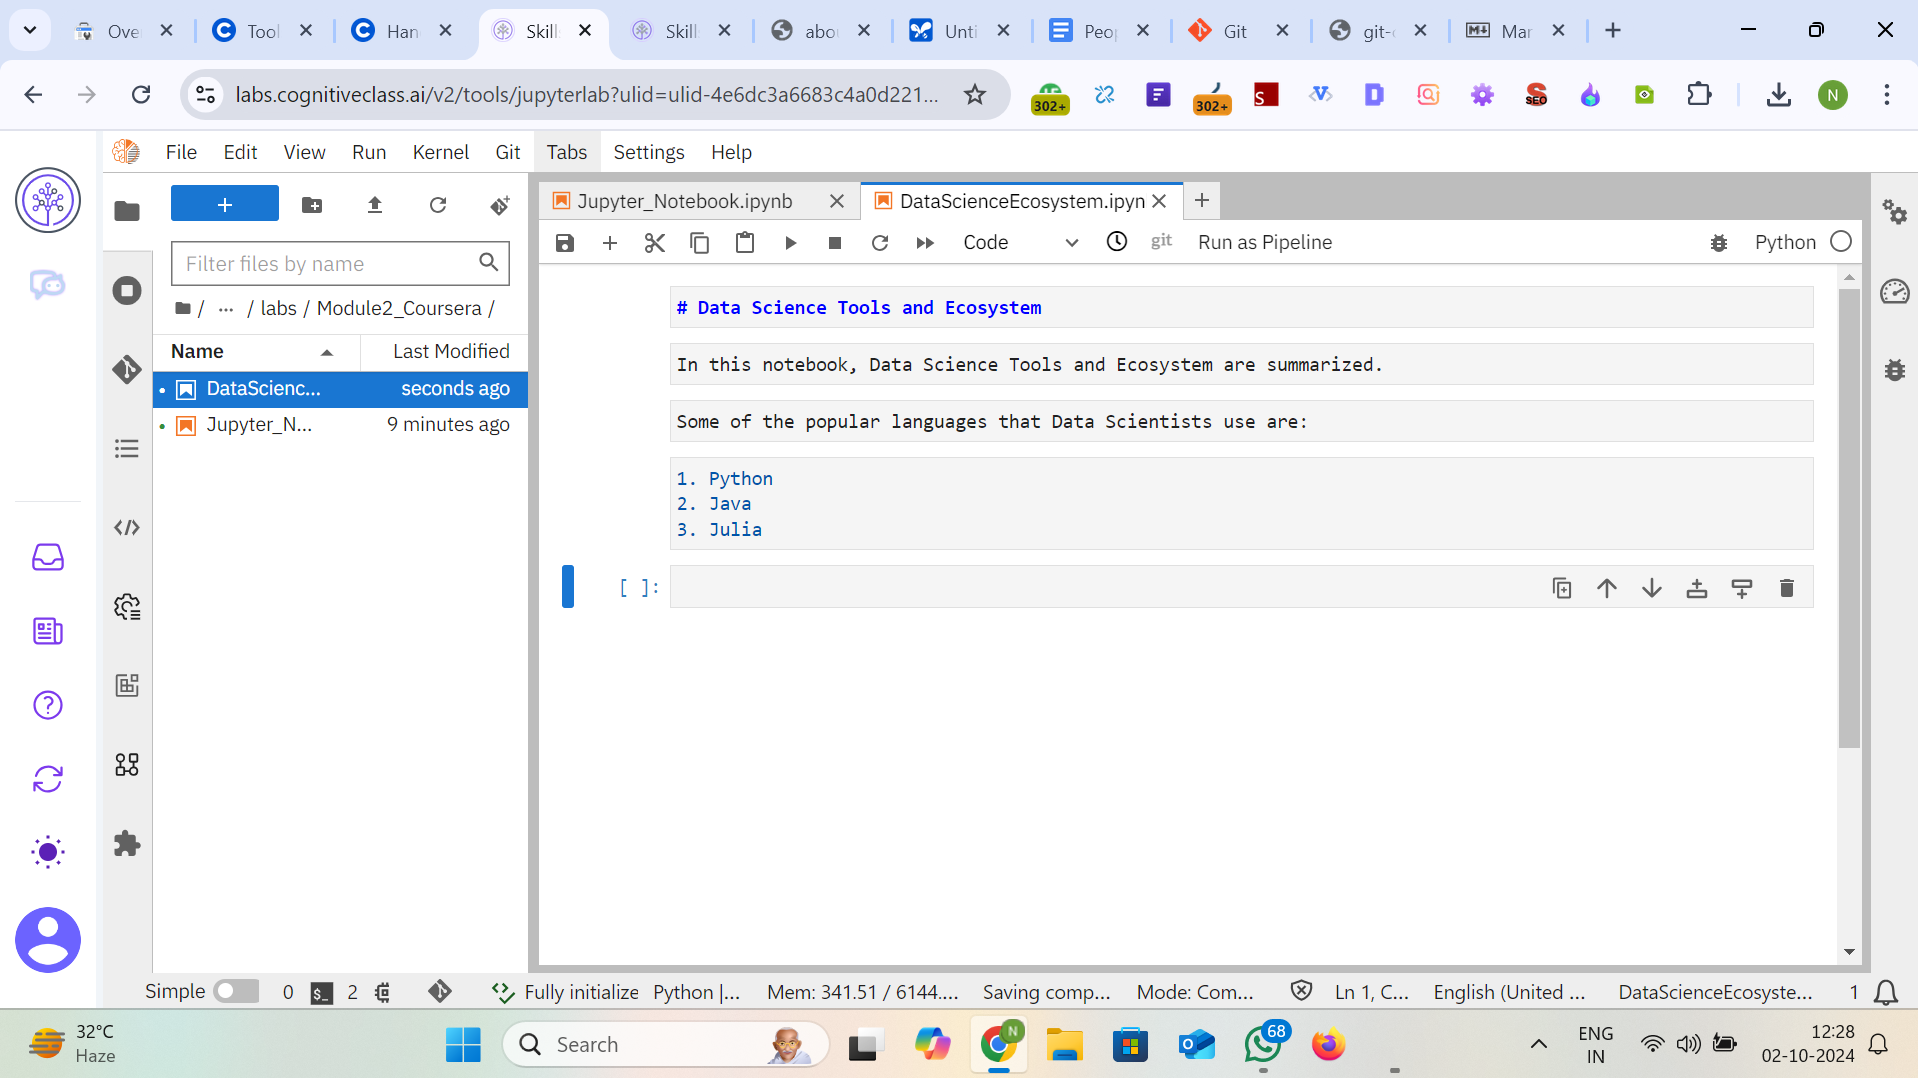 Ove
Tool
Han
Skill
Skill
abo
Unti
Peo
Git
git-
Mar
labs.cognitiveclass.ai/v2/tools/jupyterlab?ulid=ulid-4e6dc3a6683c4a0d221...
302+
302+
S
SEO
N
File Edit View Run Kernel Git Tabs Settings Help
Jupyter_Notebook.ipynb
DataScienceEcosystem.ipyn
Filter files by name
/ ... / labs / Module2_Coursera /
Name Last Modified
DataScienc... seconds ago
Jupyter_N... 9 minutes ago
Code
git
Run as Pipeline
Python
# Data Science Tools and Ecosystem
In this notebook, Data Science Tools and Ecosystem are summarized.
Some of the popular languages that Data Scientists use are:
1. Python
2. Java
3. Julia
[ ]:
Simple 0 $_ 2 Fully initialize Python |... Mem: 341.51 / 6144.... Saving comp... Mode: Com... Ln 1, C... English (United ... DataScienceEcosyste... 1
32°C
Haze
Search
N
68
ENG
IN
12:28
02-10-2024